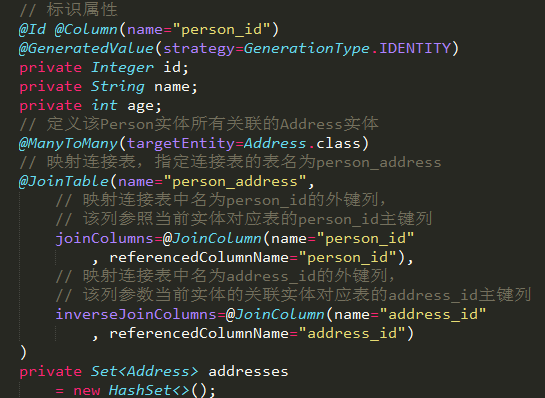 // 标识属性
@Id @Column(name="person_id")
@GeneratedValue(strategy=GenerationType.IDENTITY)
private Integer id;
private String name;
private int age;
// 定义该Person实体所有关联的Address实体
@ManyToMany(targetEntity=Address.class)
// 映射连接表，指定连接表的表名为person_address
@JoinTable(name="person_address",
// 映射连接表中名为person_id的外键列，
// 该列参照当前实体对应表的person_id主键列
joinColumns=@JoinColumn(name="person_id"
, referencedColumnName="person_id"),
// 映射连接表中名为address_id的外键列，
// 该列参数当前实体的关联实体对应表的address_id主键列
inverseJoinColumns=@JoinColumn(name="address_id"
, referencedColumnName="address_id")
)
private Set<Address> addresses
= new HashSet<>();